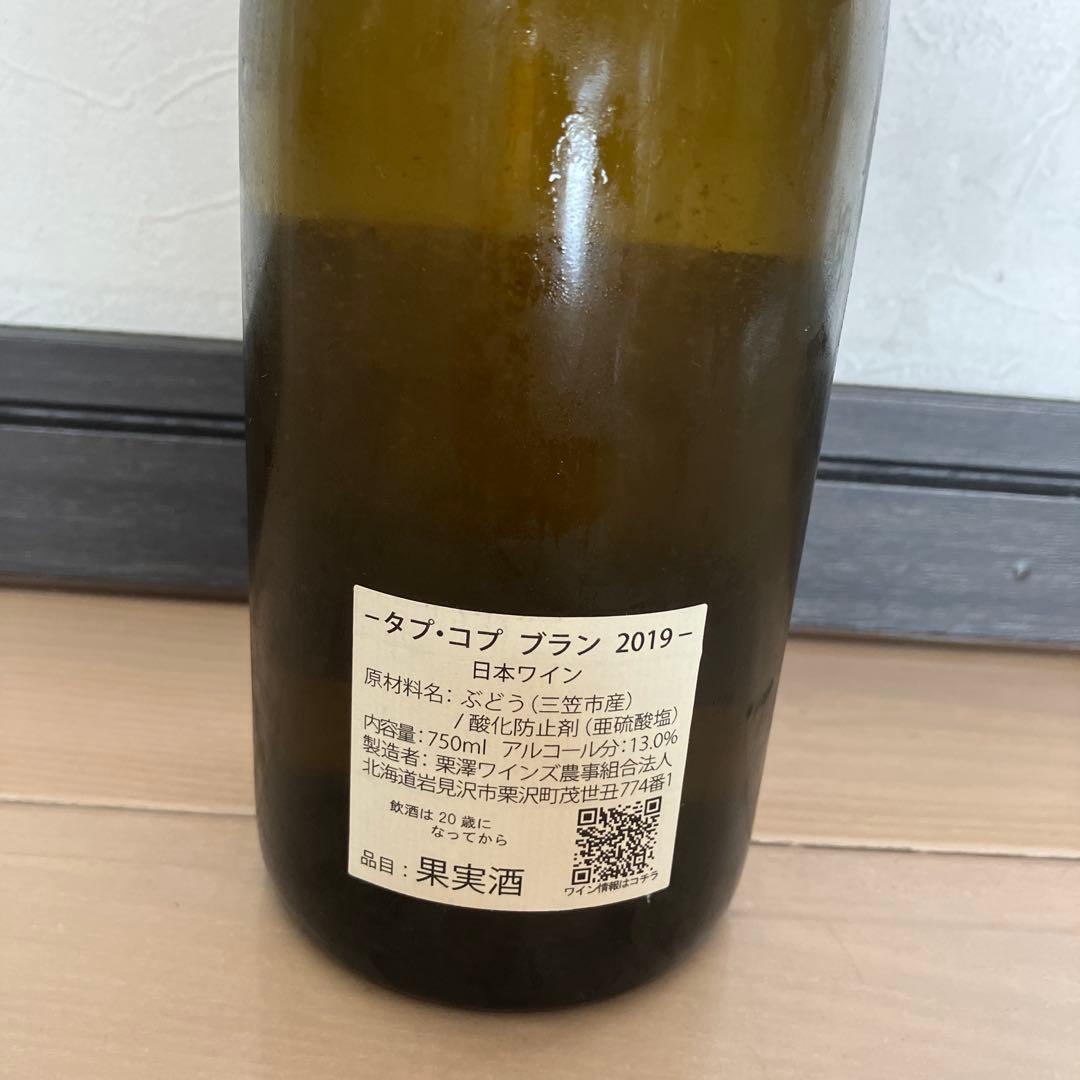 －タプ・コプ ブラン 2019－
日本ワイン
原材料名：ぶどう（三笠市産）
/ 酸化防止剤（亜硫酸塩）
内容量：750ml アルコール分：13.0%
製造者：栗澤ワインズ農事組合法人
北海道岩見沢市栗沢町茂世丑774番1
飲酒は20歳に
なってから
品目：果実酒
ワイン情報はコチラ